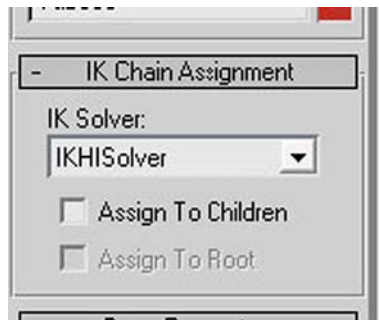 - IK Chain Assignment
IK Solver:
IKHISolver
Assign To Children
Assign To Root